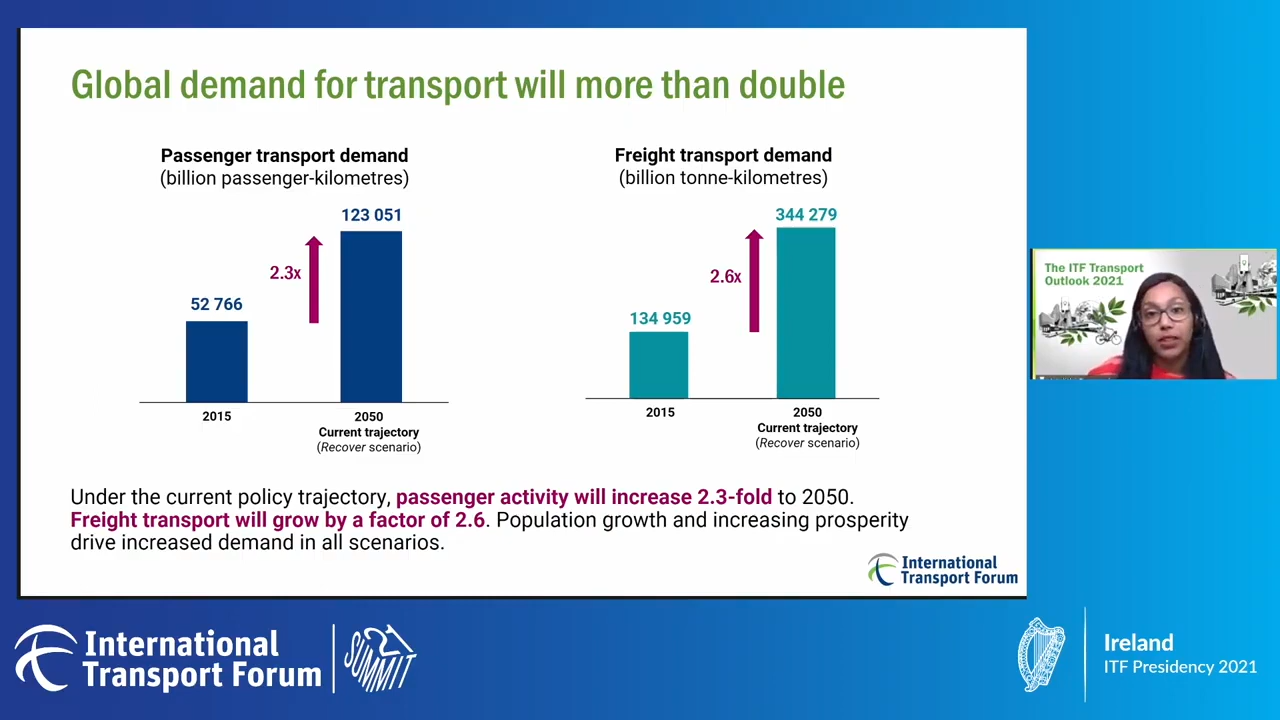 Global demand for transport will more than double
Passenger transport demand
(billion passenger-kilometres)
123 051
2.3x
52 766
2015
2050
Current trajectory
(Recover scenario)
Freight transport demand
(billion tonne-kilometres)
344 279
2.6x
134 959
2015
2050
Current trajectory
(Recover scenario)
Under the current policy trajectory, passenger activity will increase 2.3-fold to 2050.
Freight transport will grow by a factor of 2.6. Population growth and increasing prosperity
drive increased demand in all scenarios.
International
Transport Forum
The ITF Transport
Outlook 2021
International
Transport Forum
21
SUMMIT
Ireland
ITF Presidency 2021